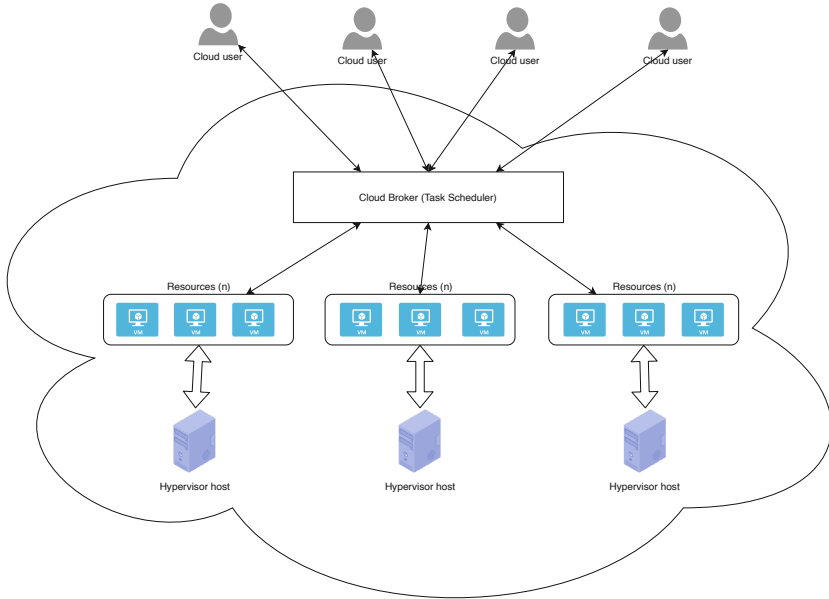 Cloud user
Cloud user
Cloud user
Cloud user
Cloud Broker (Task Scheduler)
Resources (n)
Resources (n)
Resources (n)
VM
VM
VM
VM
VM
VM
VM
VM
VM
Hypervisor host
Hypervisor host
Hypervisor host